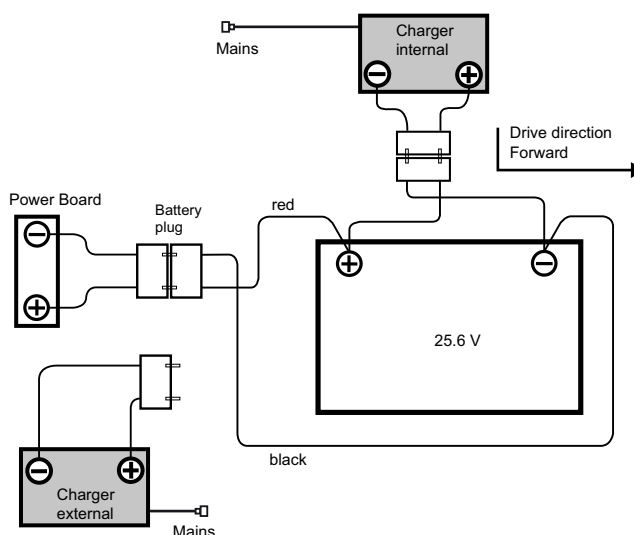 Charger
internal
Mains
Drive direction
Forward
Power Board
Battery
plug
red
25.6 V
black
Charger
external
Mains